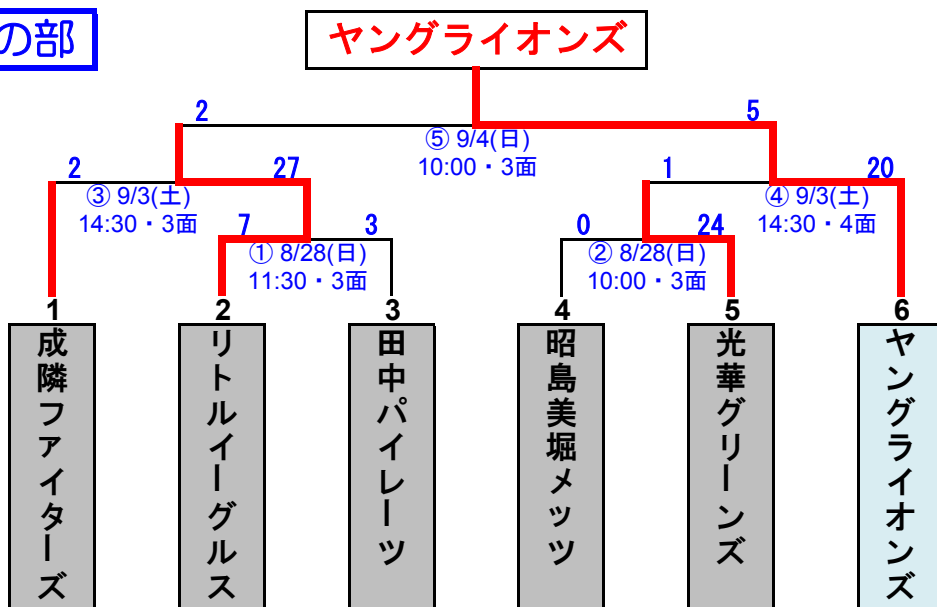 の部
ヤングライオンズ
2
5
⑤ 9/4(日)
10:00・3面
2
27
1
20
③ 9/3(土)
14:30・3面
④ 9/3(土)
14:30・4面
7
3
0
24
① 8/28(日)
11:30・3面
② 8/28(日)
10:00・3面
1
2
3
4
5
6
成隣ファイターズ
リトルイーグルス
田中パイレーツ
昭島美堀メッツ
光華グリーンズ
ヤングライオンズ